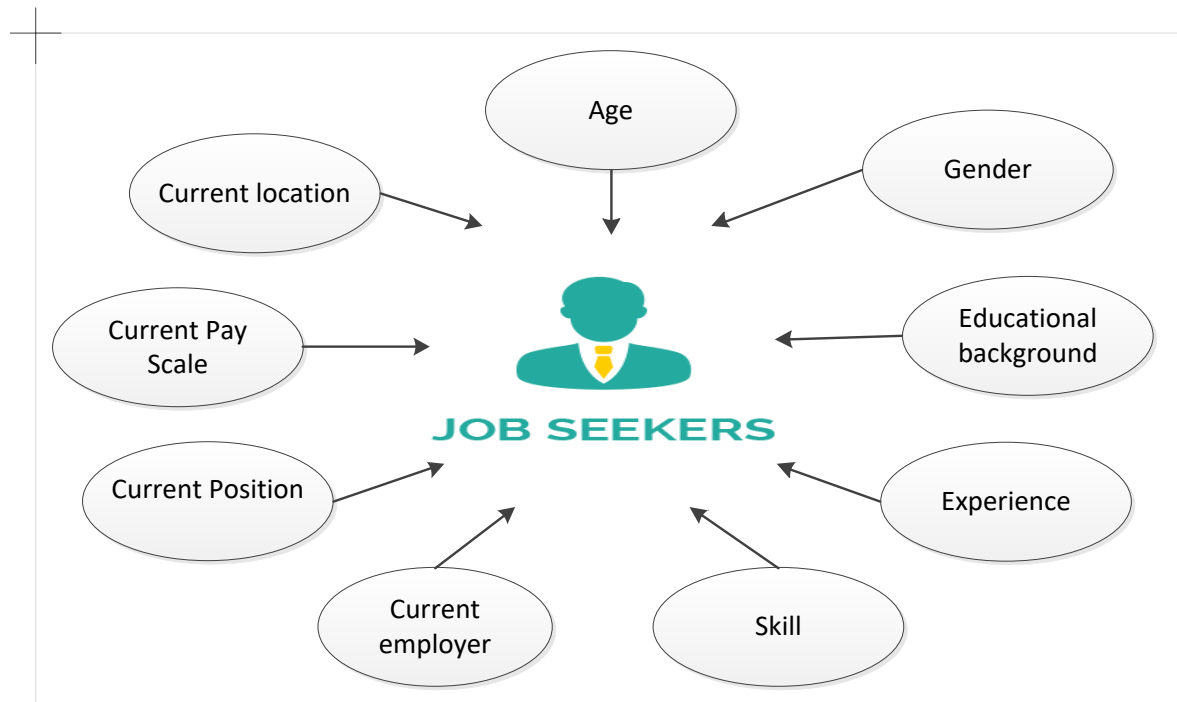 Age
Gender
Current location
Educational
background
Current Pay
Scale
JOB SEEKERS
Current Position
Experience
Current
employer
Skill